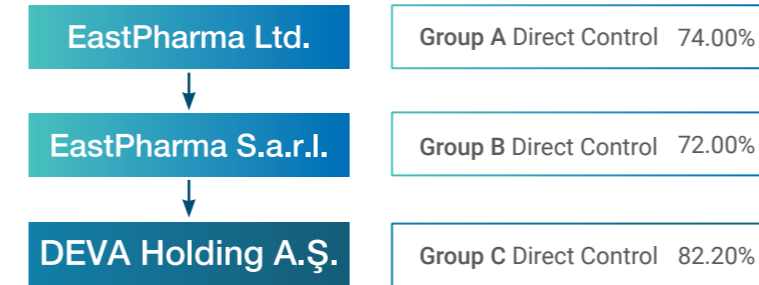 EastPharma Ltd.
Group A Direct Control 74.00%
EastPharma S.a.r.l.
Group B Direct Control 72.00%
DEVA Holding A.Ş.
Group C Direct Control 82.20%